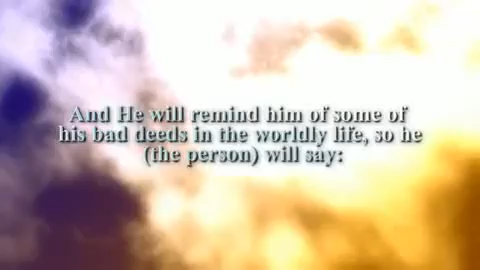 And He will remind him of some of
his bad deeds in the worldly life, so he
(the person) will say: